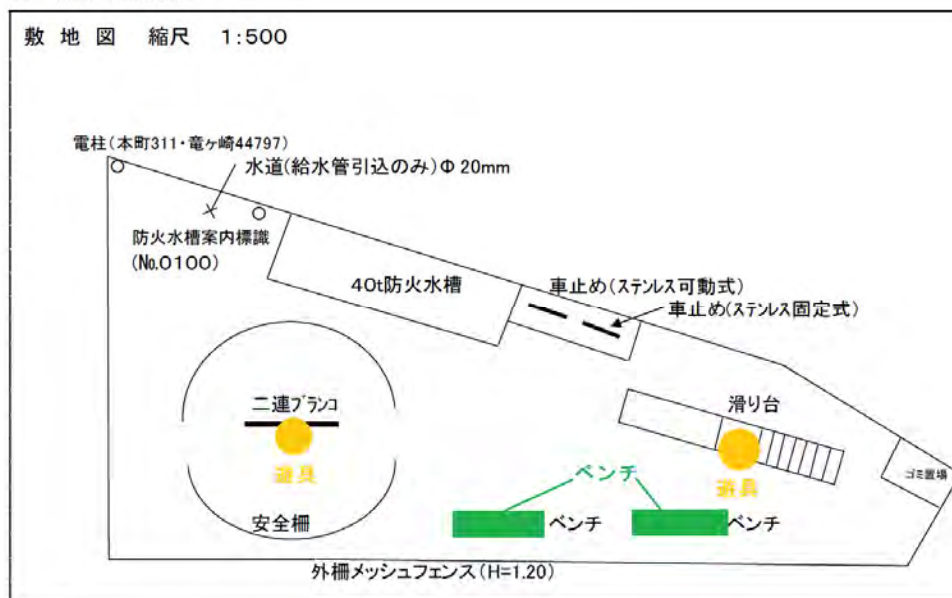 敷地図 縮尺 1:500
電柱(本町311・竜ヶ崎44797)
水道(給水管引込のみ)Φ20mm
防火水槽案内標識
(№0100)
40t防火水槽
車止め(ステンレス可動式)
車止め(ステンレス固定式)
二連ブランコ
遊具
安全柵
滑り台
遊具
ゴミ置場
ベンチ
ベンチ
ベンチ
外柵メッシュフェンス(H=1.20)